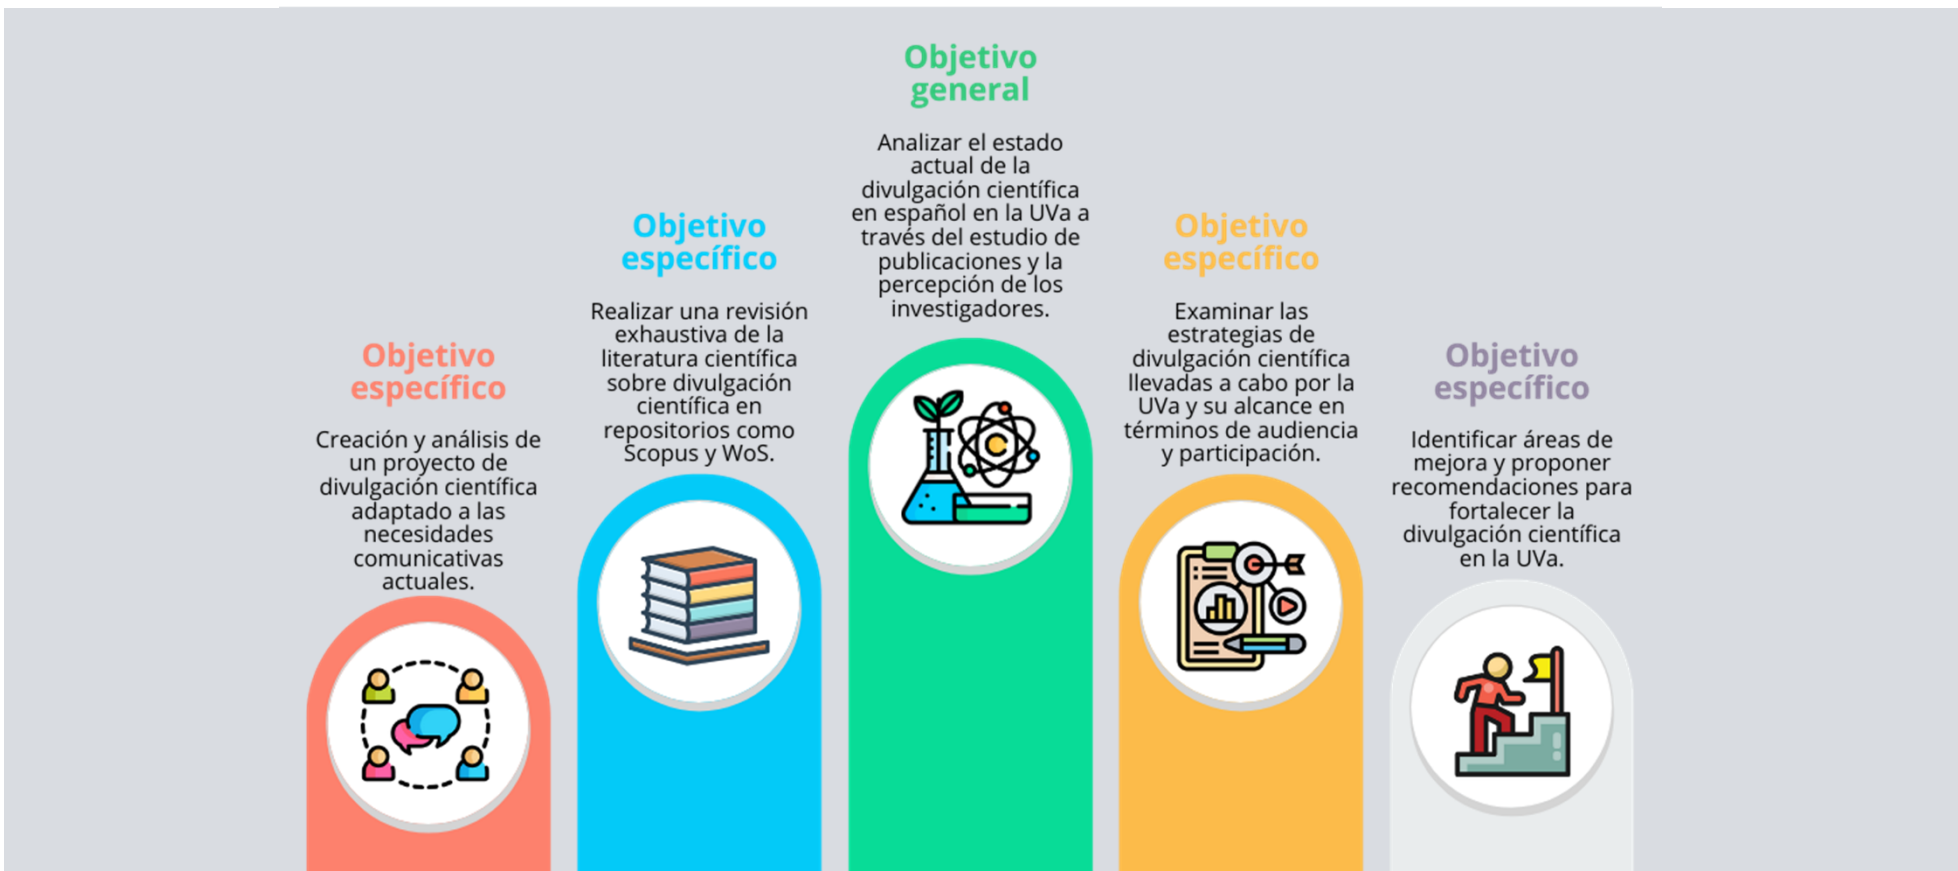 Objetivo
específico
Creación y análisis de
un proyecto de
divulgación científica
adaptado a las
necesidades
comunicativas
actuales.
Objetivo
específico
Realizar una revisión
exhaustiva de la
literatura científica
sobre divulgación
científica en
repositorios como
Scopus y WoS.
Objetivo
general
Analizar el estado
actual de la
divulgación científica
en español en la UVa a
través del estudio de
publicaciones y la
percepción de los
investigadores.
Objetivo
específico
Examinar las
estrategias de
divulgación científica
llevadas a cabo por la
UVa y su alcance en
términos de audiencia
y participación.
Objetivo
específico
Identificar áreas de
mejora y proponer
recomendaciones para
fortalecer la
divulgación científica
en la UVa.